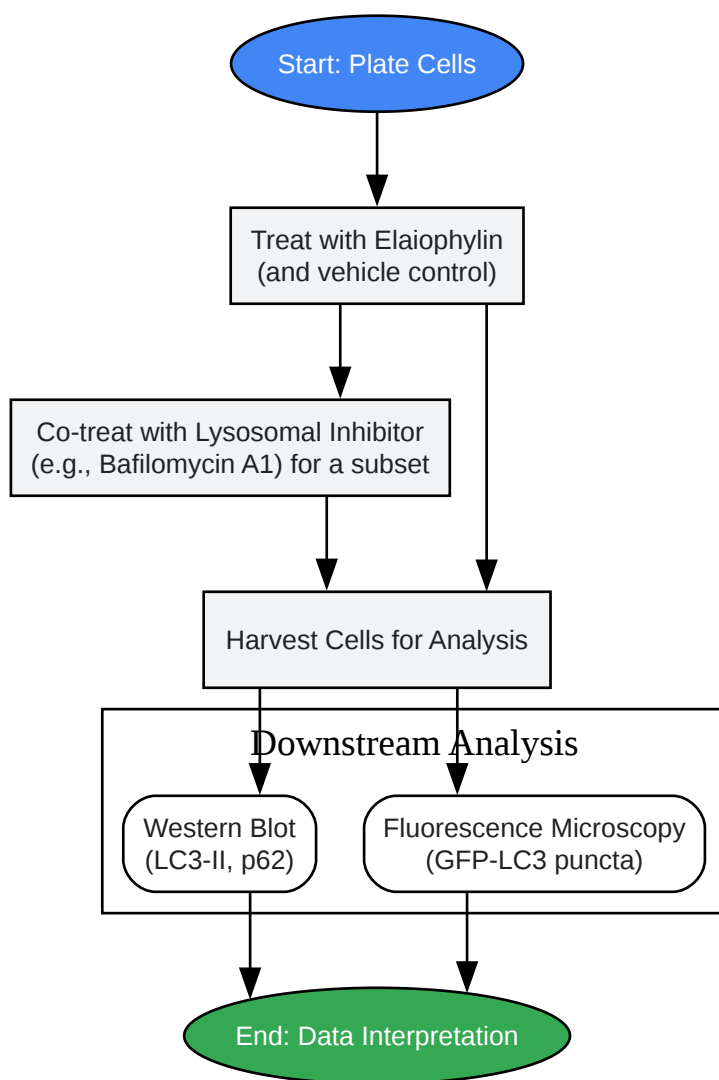 Start: Plate Cells
Treat with Elaiophylin
(and vehicle control)
Co-treat with Lysosomal Inhibitor
(e.g., Bafilomycin A1) for a subset
Harvest Cells for Analysis
Downstream Analysis
Western Blot
(LC3-II, p62)
Fluorescence Microscopy
(GFP-LC3 puncta)
End: Data Interpretation